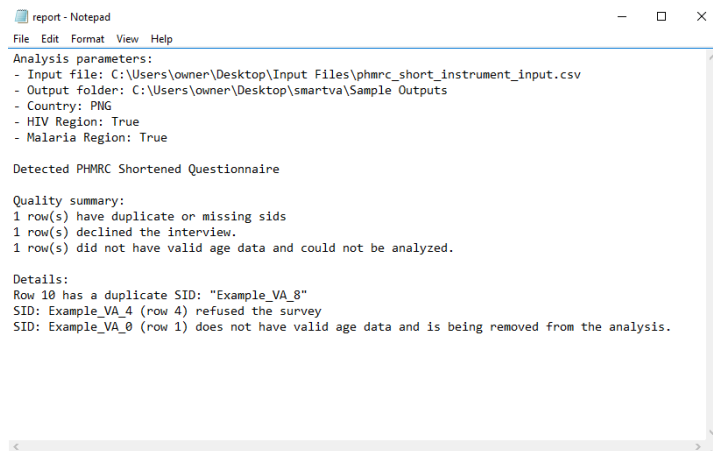 report - Notepad
File Edit Format View Help
Analysis parameters:
- Input file: C:\Users\owner\Desktop\Input Files\phmrc_short_instrument_input.csv
- Output folder: C:\Users\owner\Desktop\smartva\Sample Outputs
- Country: PNG
- HIV Region: True
- Malaria Region: True
Detected PHMRC Shortened Questionnaire
Quality summary:
1 row(s) have duplicate or missing sids
1 row(s) declined the interview.
1 row(s) did not have valid age data and could not be analyzed.
Details:
Row 10 has a duplicate SID: "Example_VA_8"
SID: Example_VA_4 (row 4) refused the survey
SID: Example_VA_0 (row 1) does not have valid age data and is being removed from the analysis.